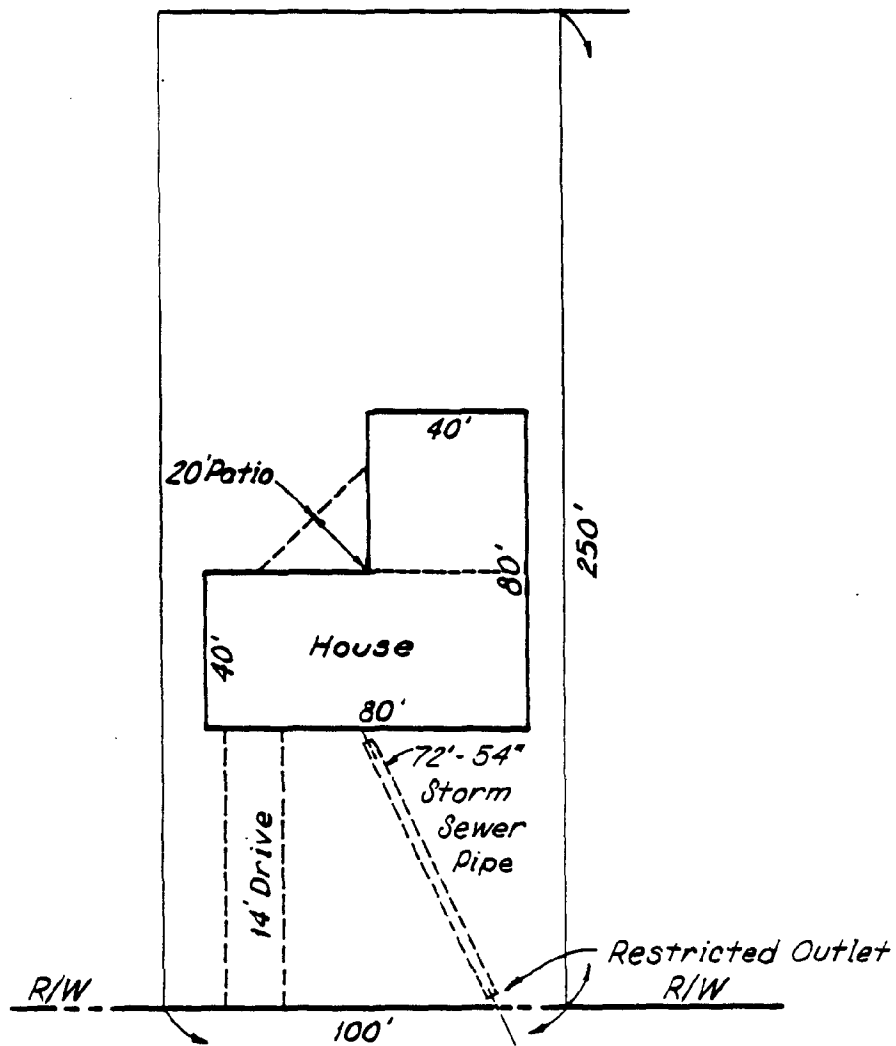 40'
20' Patio
250'
80'
40'
House
80'
72'-54"
Storm
Sewer
Pipe
14' Drive
Restricted Outlet
R/W
R/W
100'